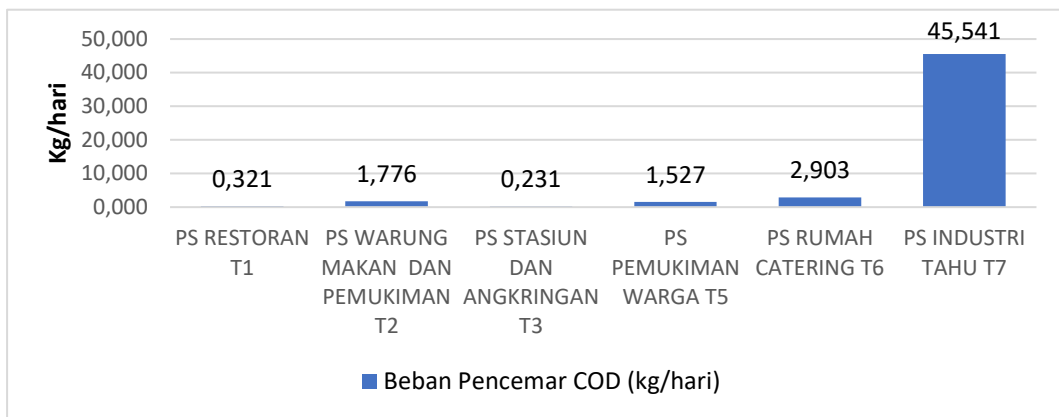 Kg/hari
50,000
40,000
30,000
20,000
10,000
0,000
0,321
1,776
0,231
1,527
2,903
45,541
PS RESTORAN
T1
PS WARUNG
MAKAN DAN
PEMUKIMAN
T2
PS STASIUN
DAN
ANGKRINGAN
T3
PS
PEMUKIMAN
WARGA T5
PS RUMAH
CATERING T6
PS INDUSTRI
TAHU T7
Beban Pencemar COD (kg/hari)